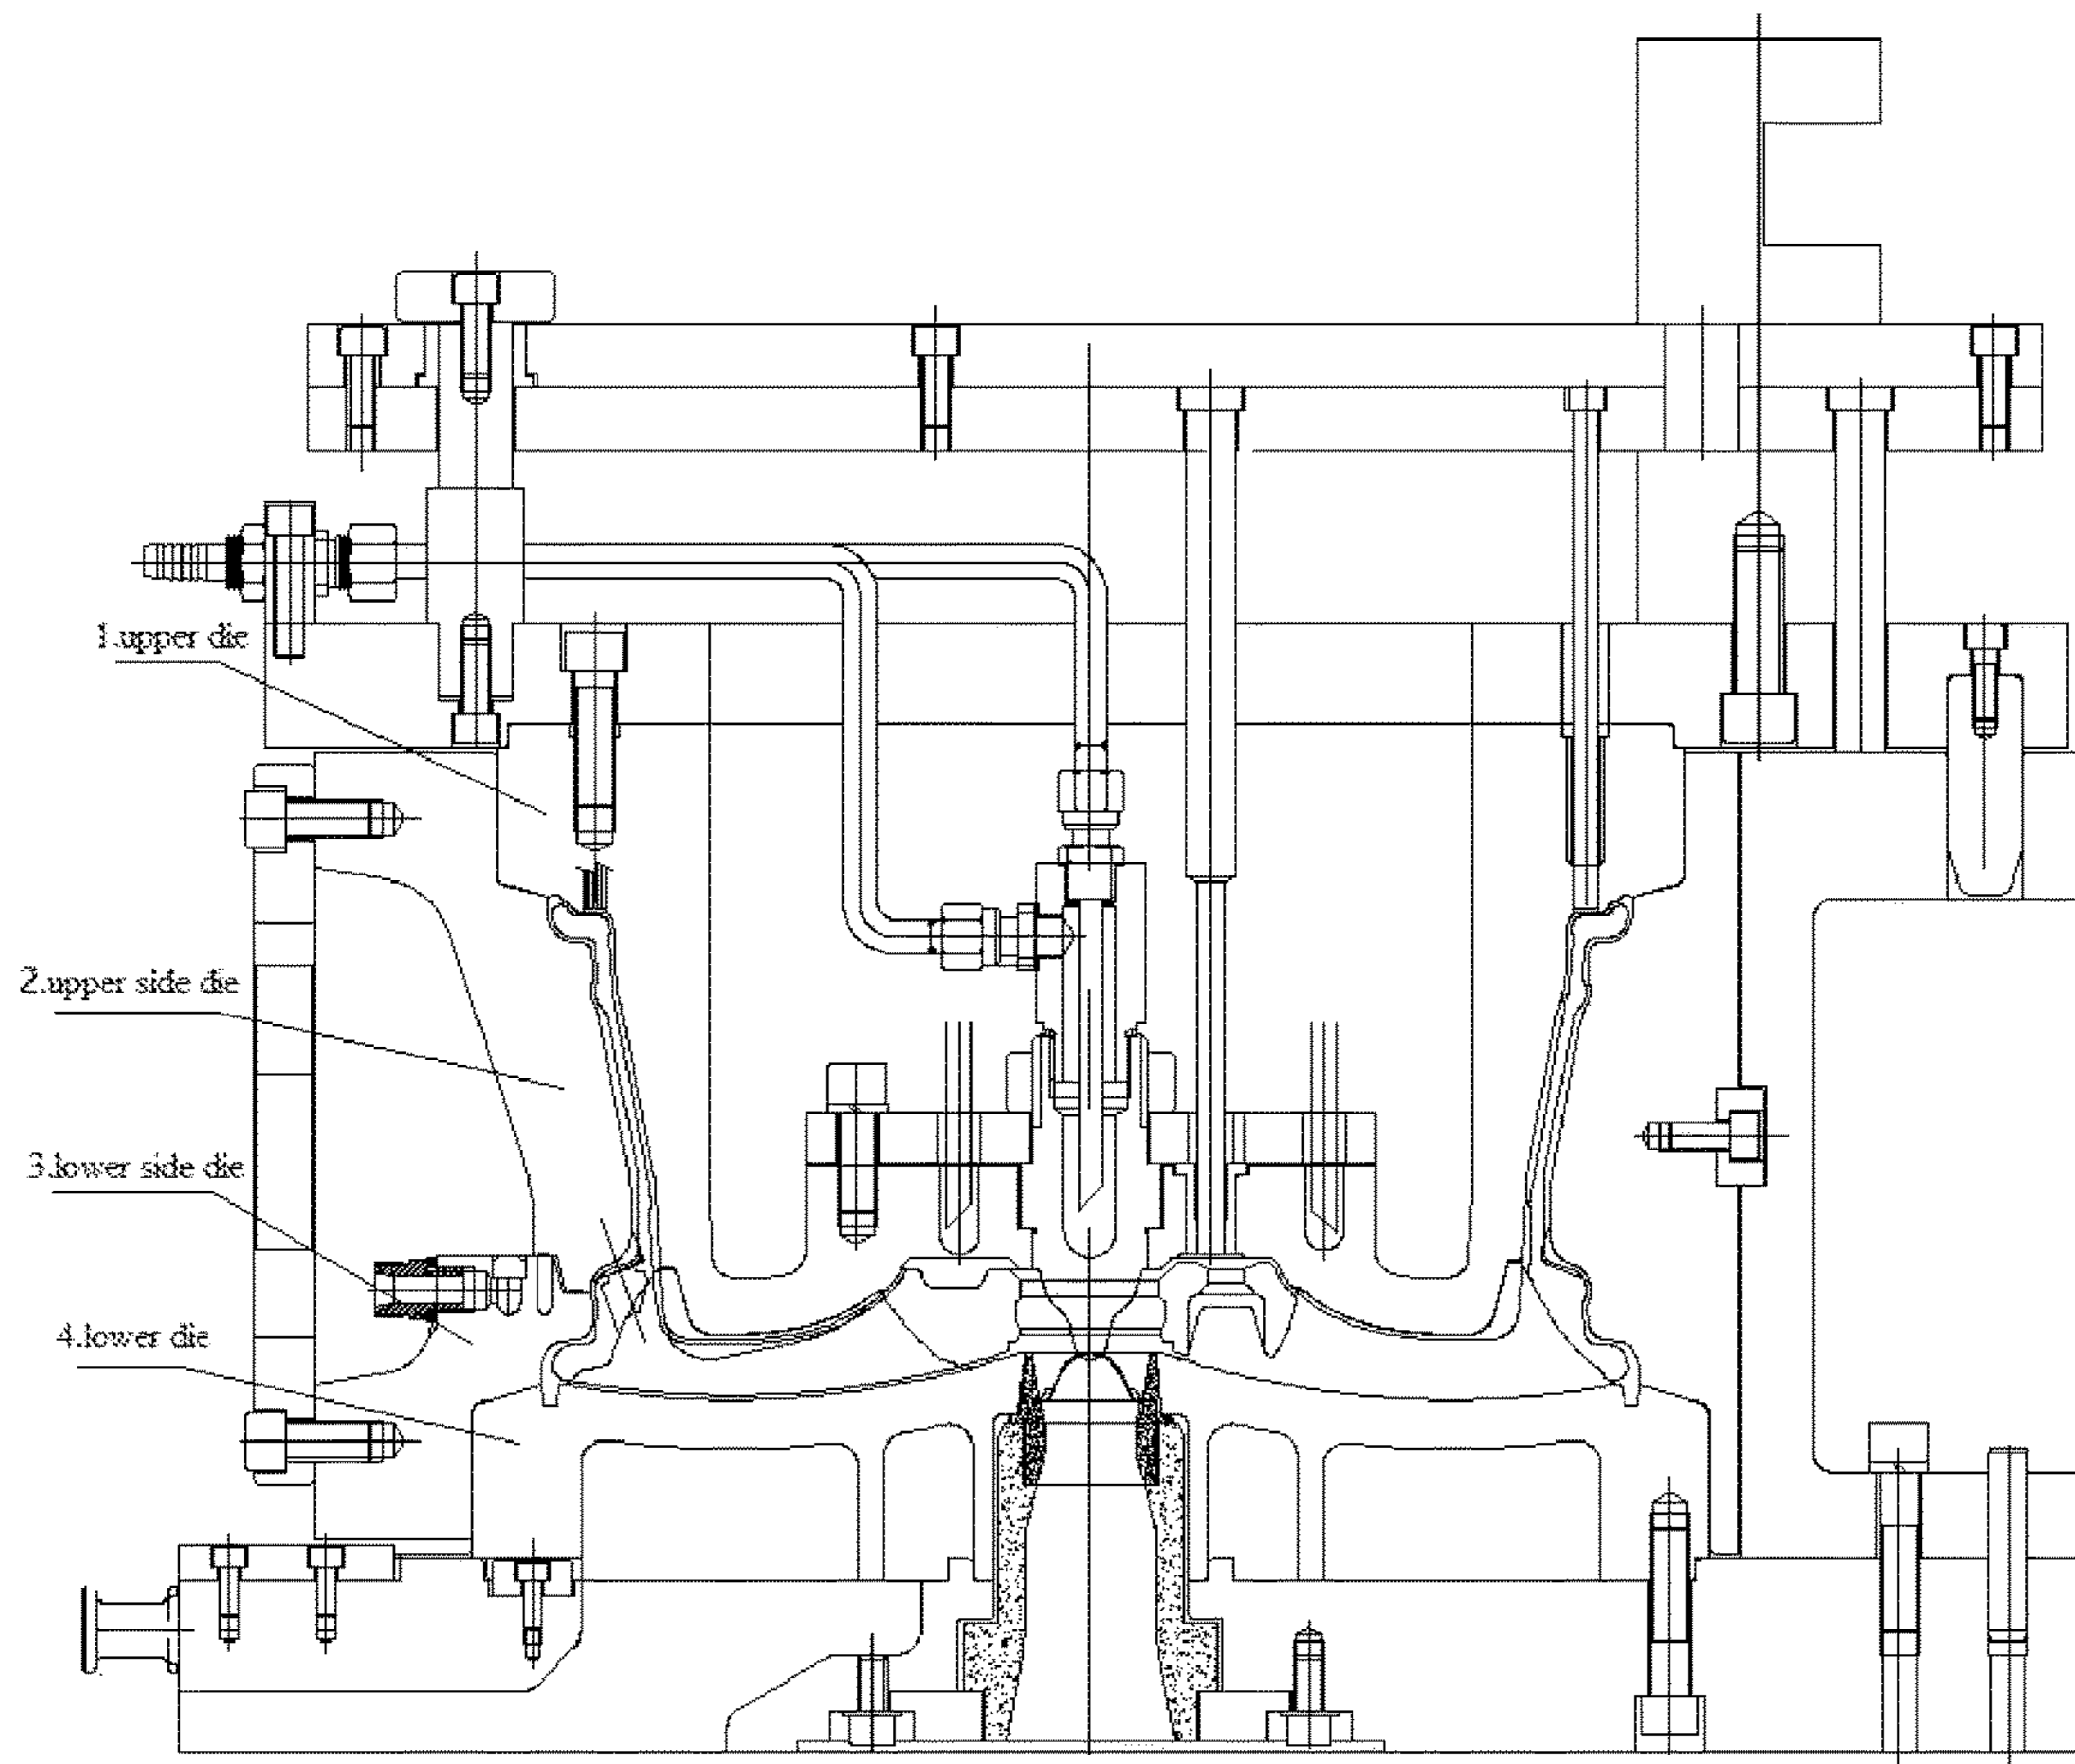 1.upper die
2.upper side die
3.lower side die
4.lower die